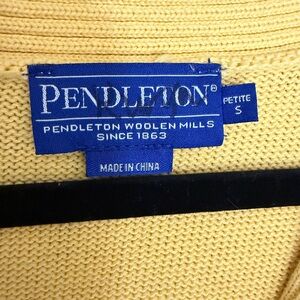 PENDLETON®
PENDLETON WOOLEN MILLS
SINCE 1863
PETITE
S
MADE IN CHINA